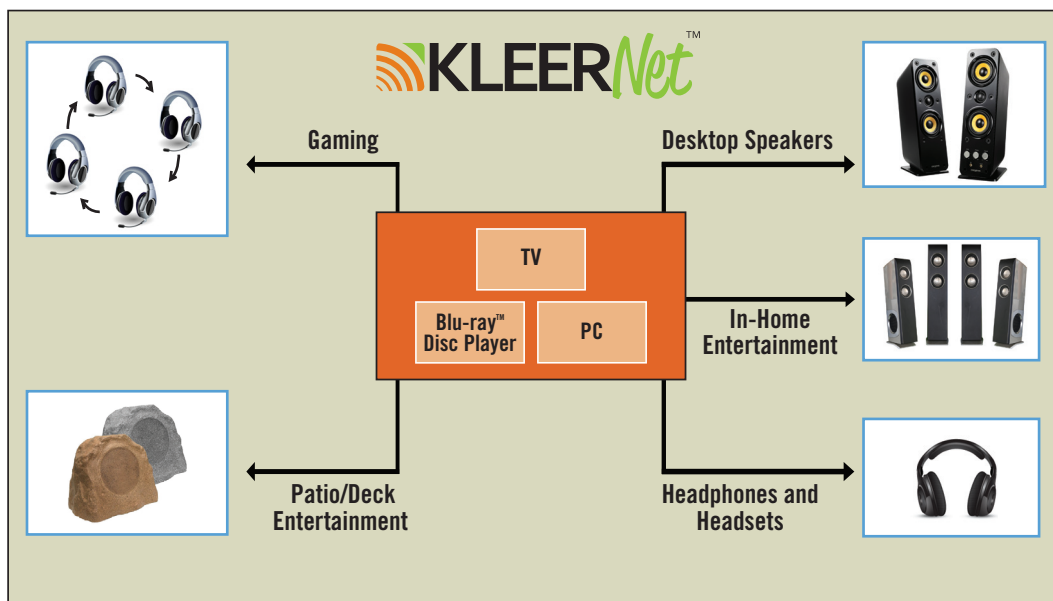 KLEERNet™
Gaming
Desktop Speakers
TV
Blu-ray™
Disc Player
PC
In-Home
Entertainment
Patio/Deck
Entertainment
Headphones and
Headsets